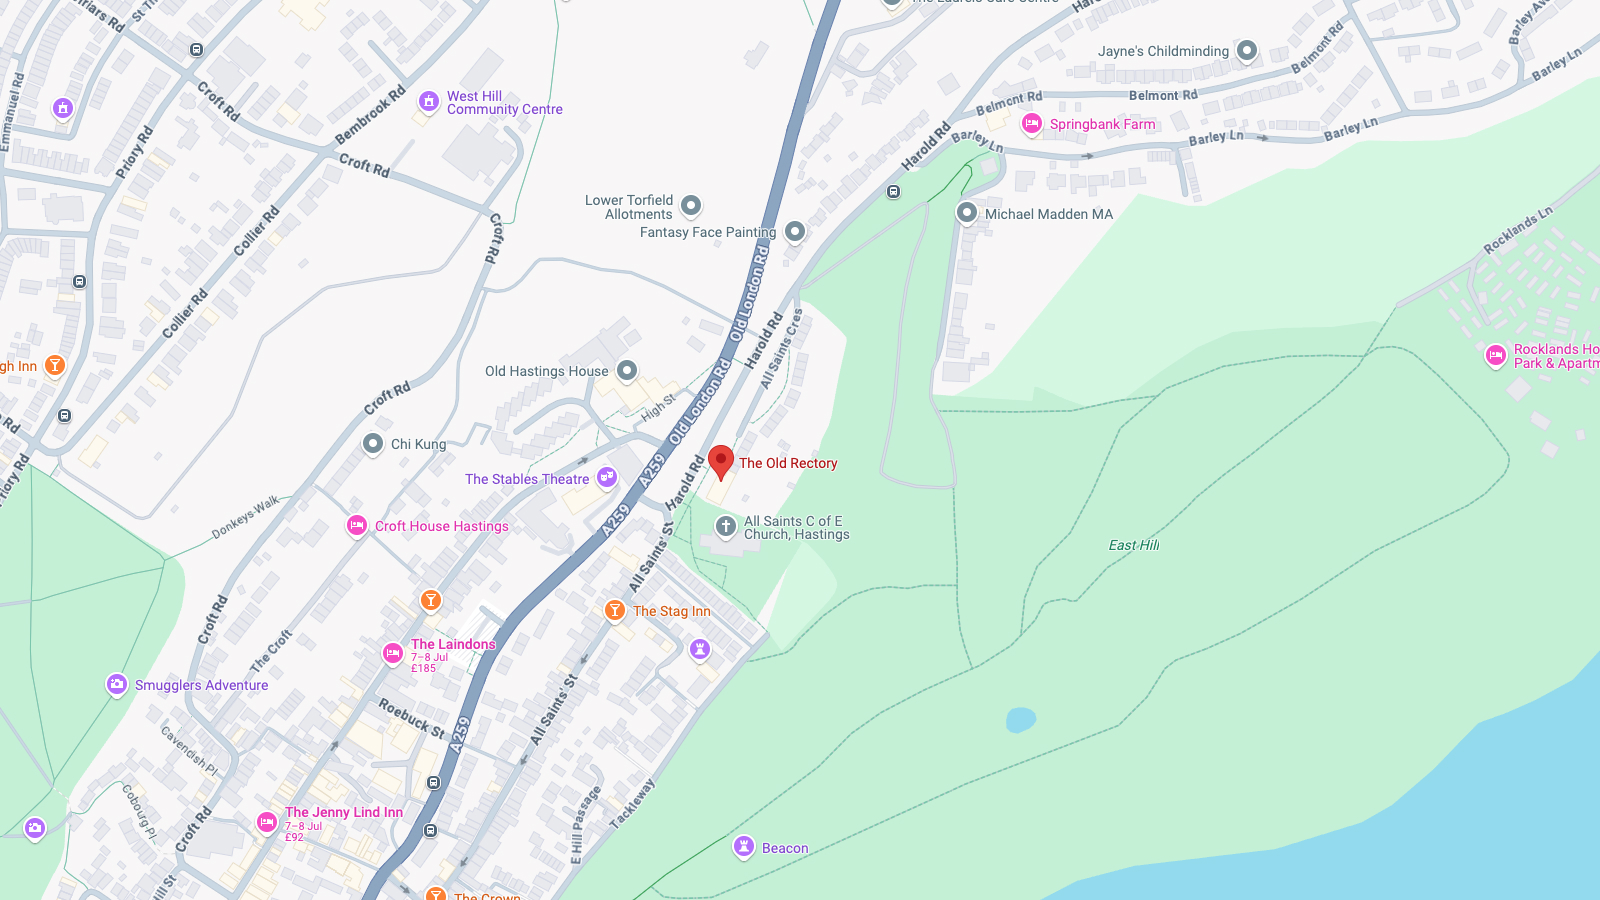 The Laurels Care Centre
St Th
Emmanuel Rd
Priory Rd
Croft Rd
Bembrook Rd
West Hill
Community Centre
Jayne's Childminding
Belmont Rd
Barley Ave
Barley Ln
Belmont Rd
Belmont Rd
Springbank Farm
Harold Rd
Barley Ln
Barley Ln
Barley Ln
Croft Rd
Lower Torfield
Allotments
Fantasy Face Painting
Michael Madden MA
Rocklands Ln
Collier Rd
Croft Rd
Old London Rd
Collier Rd
Harold Rd
All Saints Cres
gh Inn
Old Hastings House
Rocklands Ho
Park & Apartm
Croft Rd
High St
Old London Rd
Chi Kung
The Stables Theatre
A259
Harold Rd
The Old Rectory
Priory Rd
Donkeys Walk
Croft House Hastings
A259
All Saints C of E
Church, Hastings
East Hill
All Saints' St
The Stag Inn
Croft Rd
The Croft
The Laindons
7–8 Jul
£185
Smugglers Adventure
Roebuck St
A259
All Saints' St
Cavendish Pl
Coburg Pl
Croft Rd
The Jenny Lind Inn
7–8 Jul
£92
E Hill Passage
Tackleway
Beacon
Hill St
The Crown